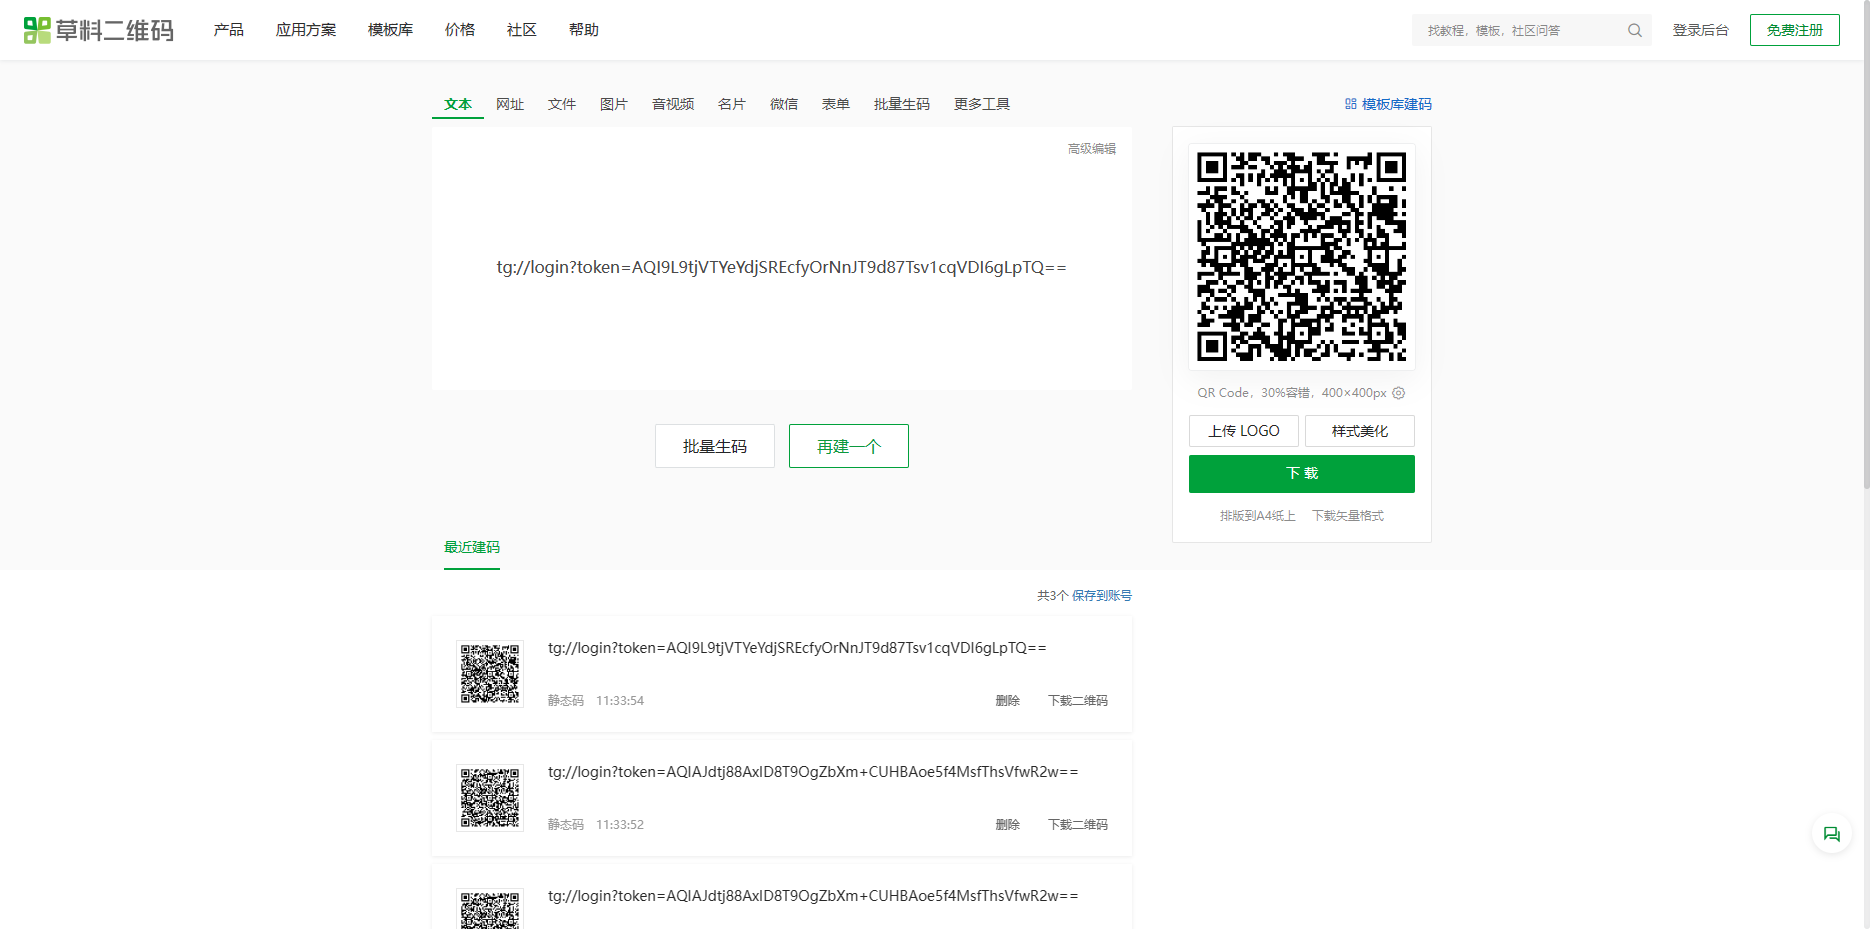 草料二维码
产品 应用方案 模板库 价格 社区 帮助
找教程，模板，社区问答
登录后台
免费注册
文本 网址 文件 图片 音视频 名片 微信 表单 批量生码 更多工具
模板库建码
高级编辑
tg://login?token=AQI9L9tjVTYeYdjSREcfyOrNnJT9d87Tsv1cqVDI6gLpTQ==
QR Code，30%容错，400×400px
上传 LOGO 样式美化
下 载
排版到A4纸上 下载矢量格式
批量生码 再建一个
最近建码
共3个 保存到账号
tg://login?token=AQI9L9tjVTYeYdjSREcfyOrNnJT9d87Tsv1cqVDI6gLpTQ==
静态码 11:33:54 删除 下载二维码
tg://login?token=AQIAJdtj88AxID8T9OgZbXm+CUHBAoe5f4MsfThsVfwR2w==
静态码 11:33:52 删除 下载二维码
tg://login?token=AQIAJdtj88AxID8T9OgZbXm+CUHBAoe5f4MsfThsVfwR2w==